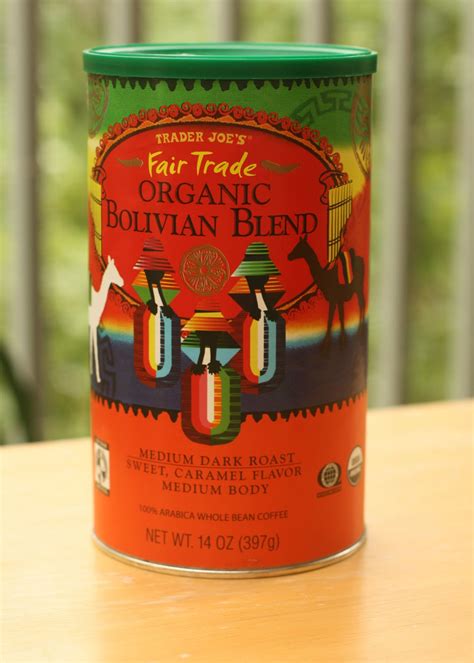 TRADER JOE'S®
Fair Trade
ORGANIC
BOLIVIAN BLEND
MEDIUM DARK ROAST
SWEET, CARAMEL FLAVOR
MEDIUM BODY
100% ARABICA WHOLE BEAN COFFEE
NET WT. 14 OZ (397g)